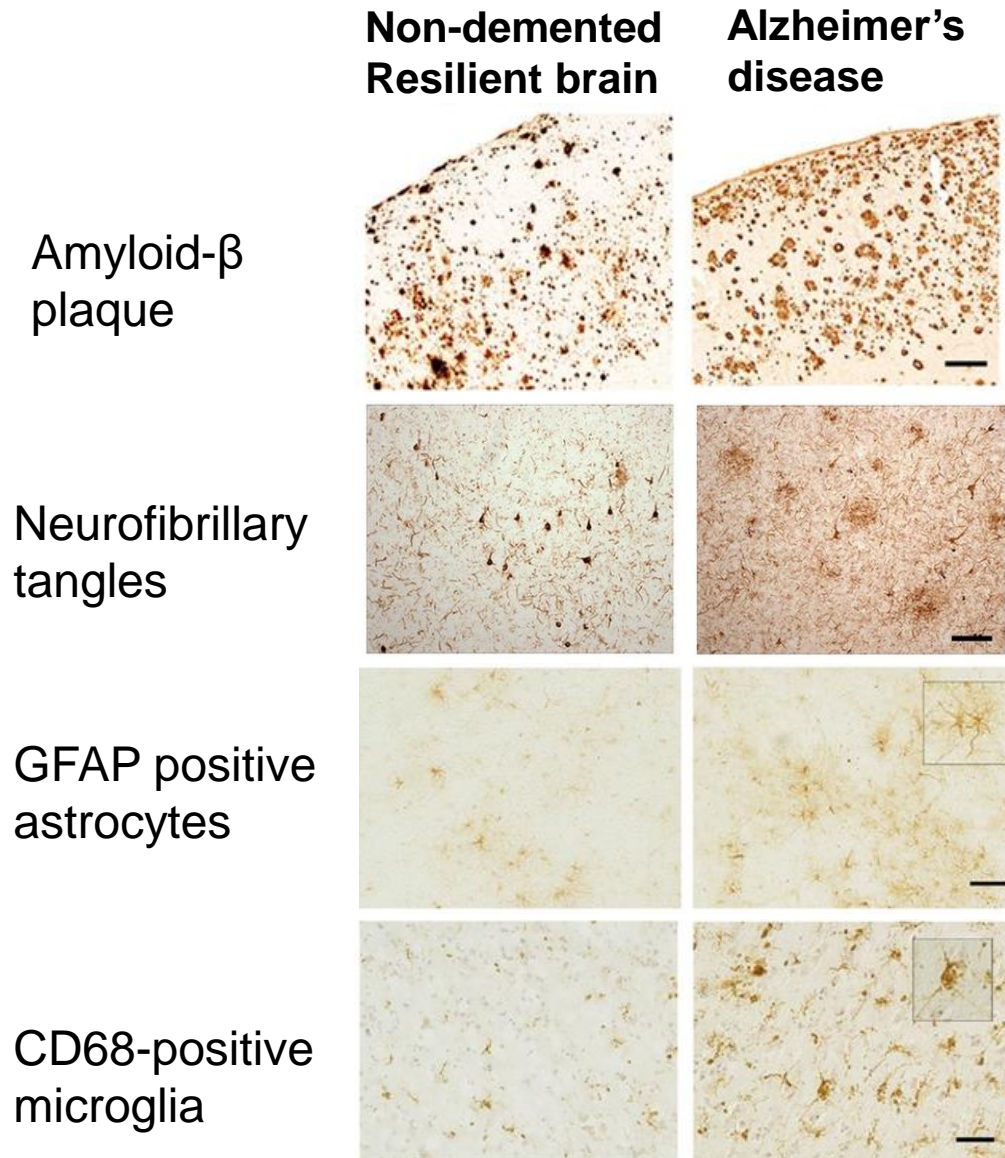 Non-demented
Resilient brain
Alzheimer’s
disease
Amyloid-β
plaque
Neurofibrillary
tangles
GFAP positive
astrocytes
CD68-positive
microglia